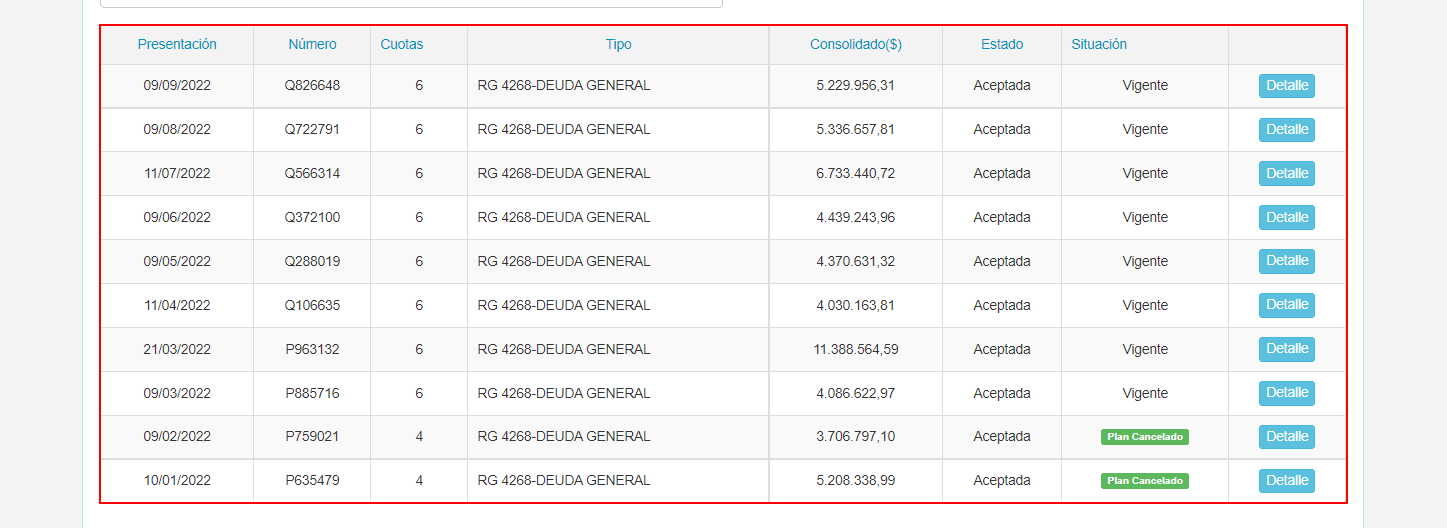 Presentación Número Cuotas Tipo Consolidado($) Estado Situación
09/09/2022 Q826648 6 RG 4268-DEUDA GENERAL 5.229.956,31 Aceptada Vigente Detalle
09/08/2022 Q722791 6 RG 4268-DEUDA GENERAL 5.336.657,81 Aceptada Vigente Detalle
11/07/2022 Q566314 6 RG 4268-DEUDA GENERAL 6.733.440,72 Aceptada Vigente Detalle
09/06/2022 Q372100 6 RG 4268-DEUDA GENERAL 4.439.243,96 Aceptada Vigente Detalle
09/05/2022 Q288019 6 RG 4268-DEUDA GENERAL 4.370.631,32 Aceptada Vigente Detalle
11/04/2022 Q106635 6 RG 4268-DEUDA GENERAL 4.030.163,81 Aceptada Vigente Detalle
21/03/2022 P963132 6 RG 4268-DEUDA GENERAL 11.388.564,59 Aceptada Vigente Detalle
09/03/2022 P885716 6 RG 4268-DEUDA GENERAL 4.086.622,97 Aceptada Vigente Detalle
09/02/2022 P759021 4 RG 4268-DEUDA GENERAL 3.706.797,10 Aceptada Plan Cancelado Detalle
10/01/2022 P635479 4 RG 4268-DEUDA GENERAL 5.208.338,99 Aceptada Plan Cancelado Detalle